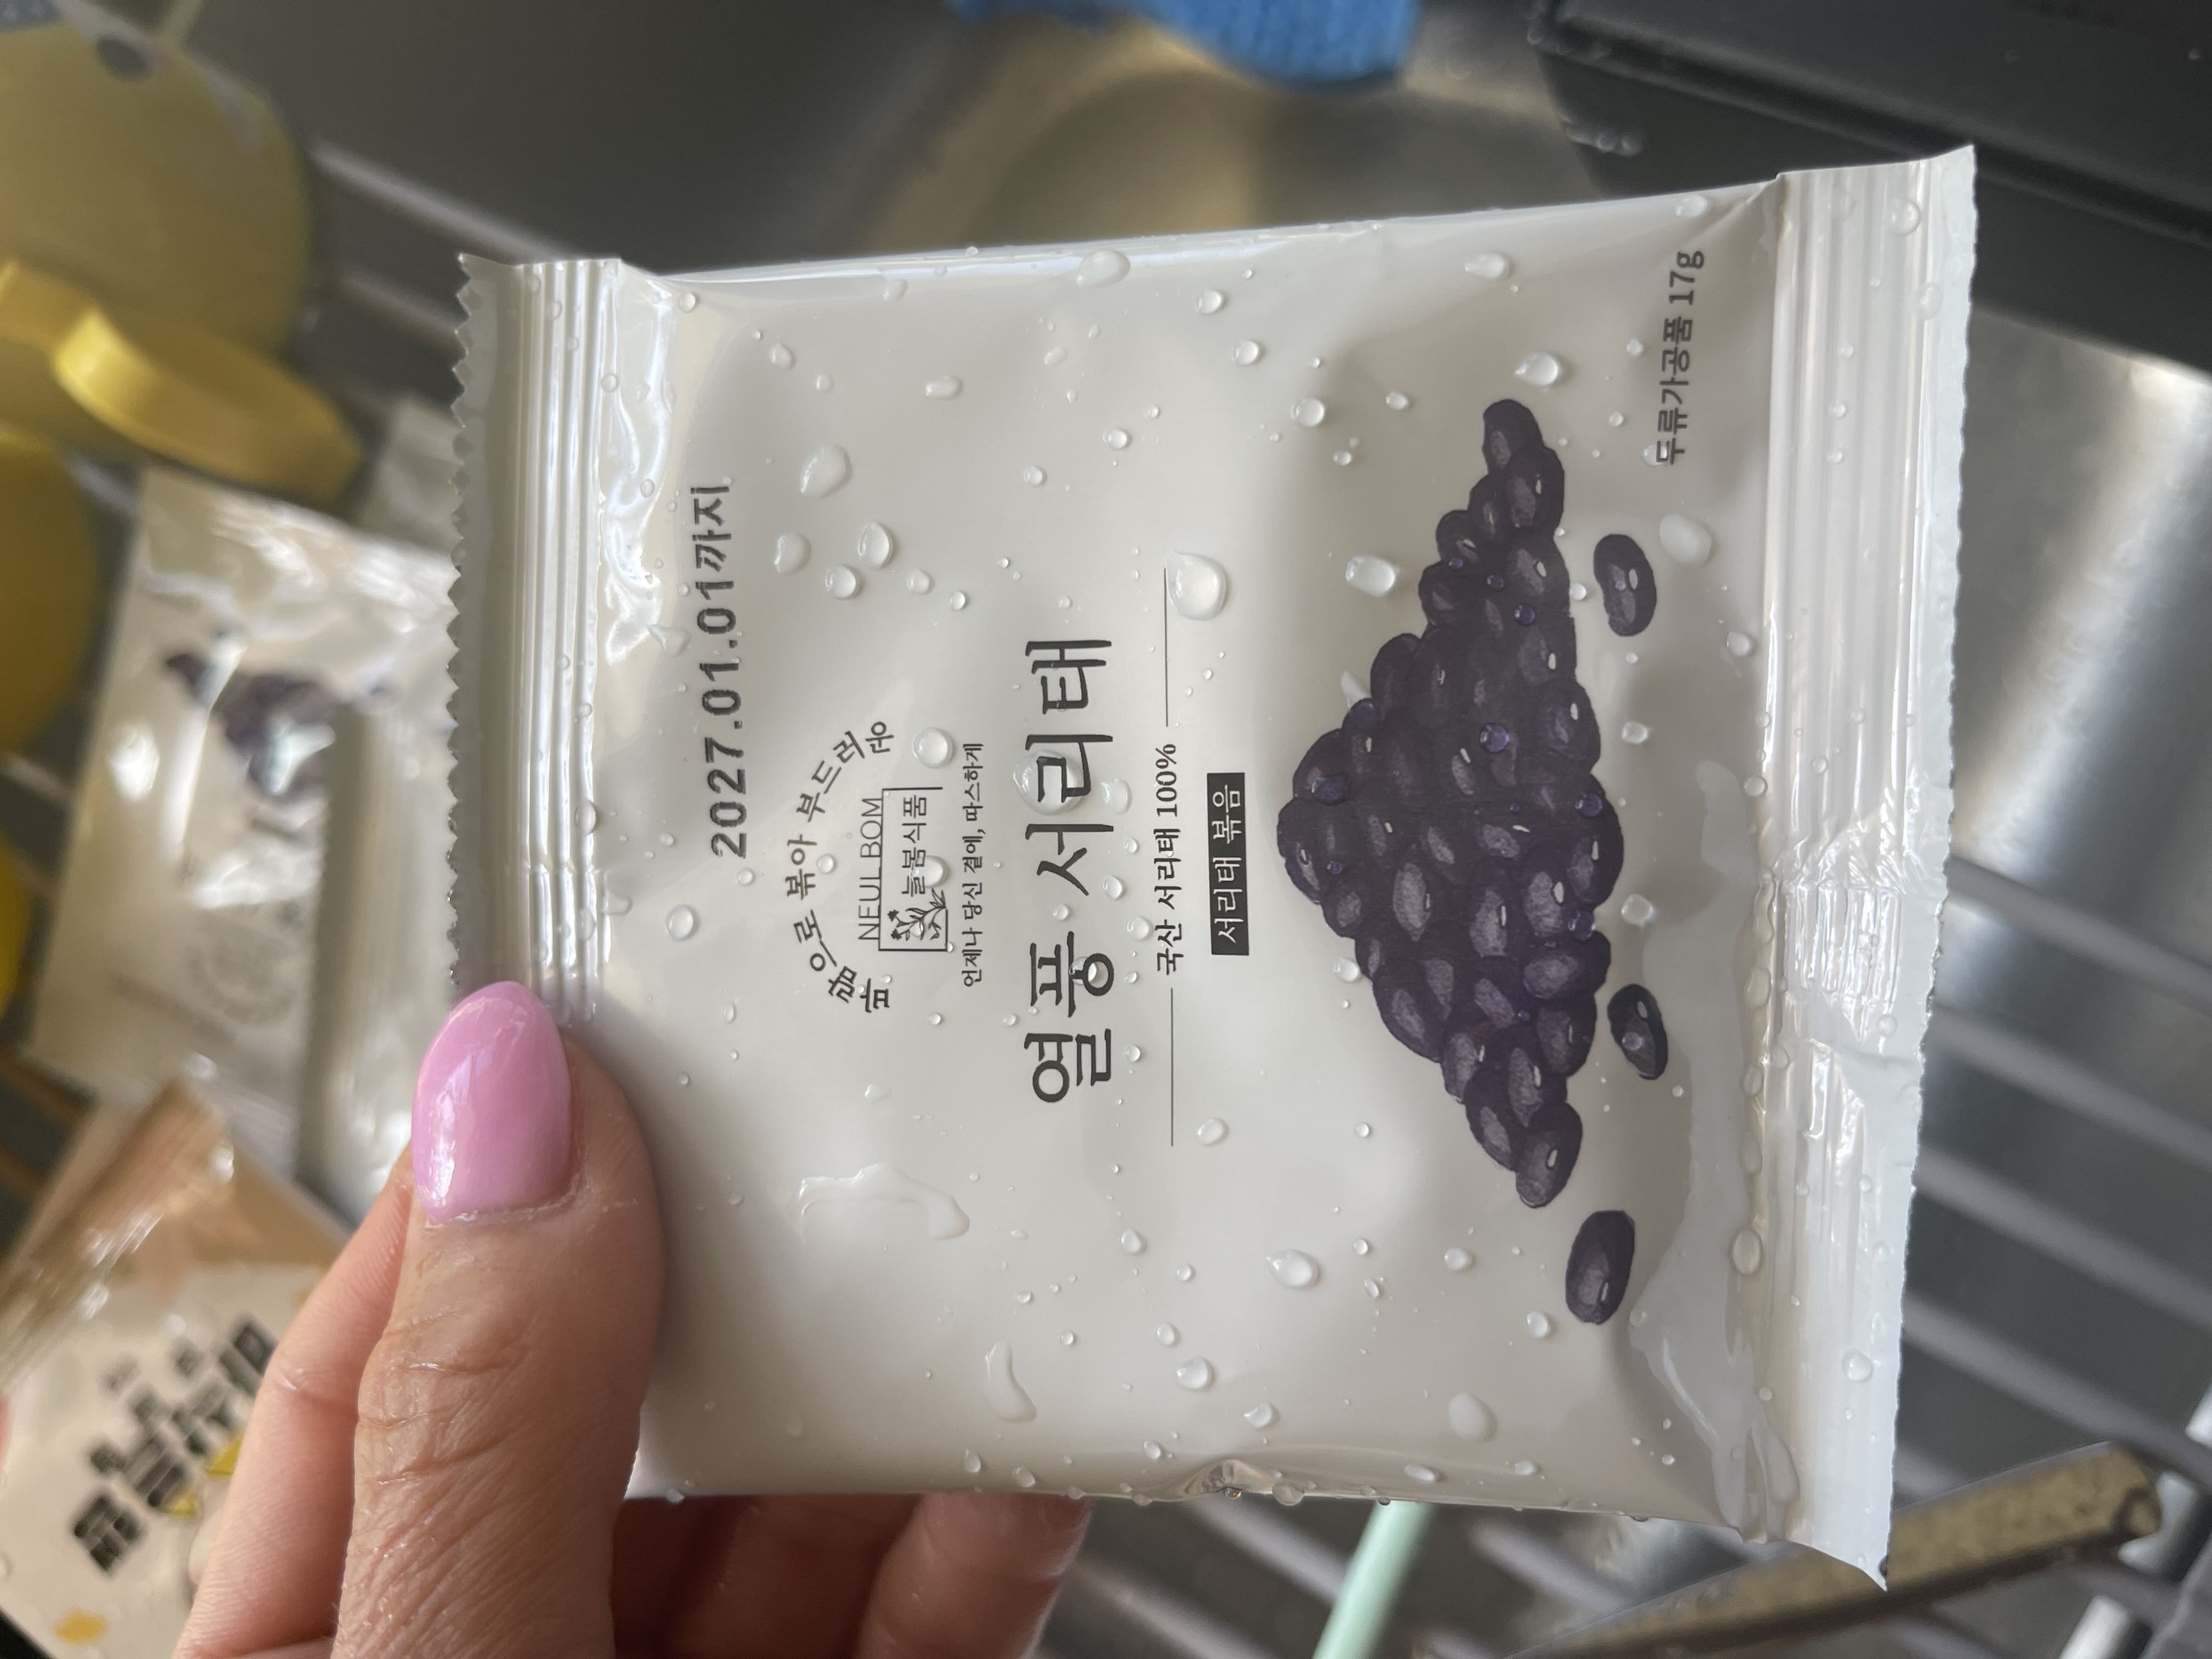 2027.01.01까지
열풍으로 볶아 부드러운
NEUL BOM
늘봄식품
언제나 당신 곁에, 따스하게
열풍 서리태
국산 서리태 100%
서리태 볶음
두류가공품 17g